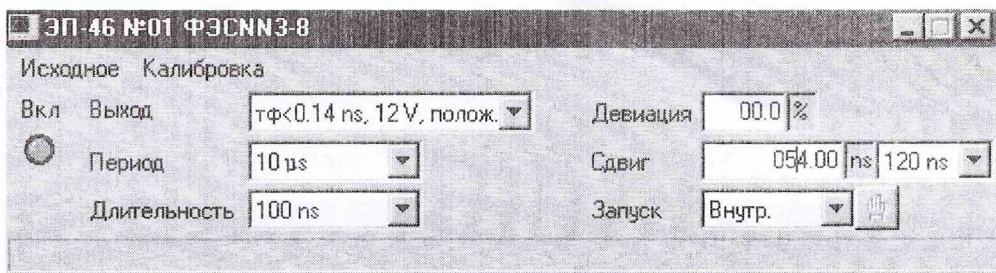 ЭП-46 №01 ФЭСNN3-8
Исходное Калибровка
Вкл Выход тф<0.14 ns, 12 V, полож. Девиация 00.0 %
Период 10 µs Сдвиг 054.00 ns 120 ns
Длительность 100 ns Запуск Внутр.